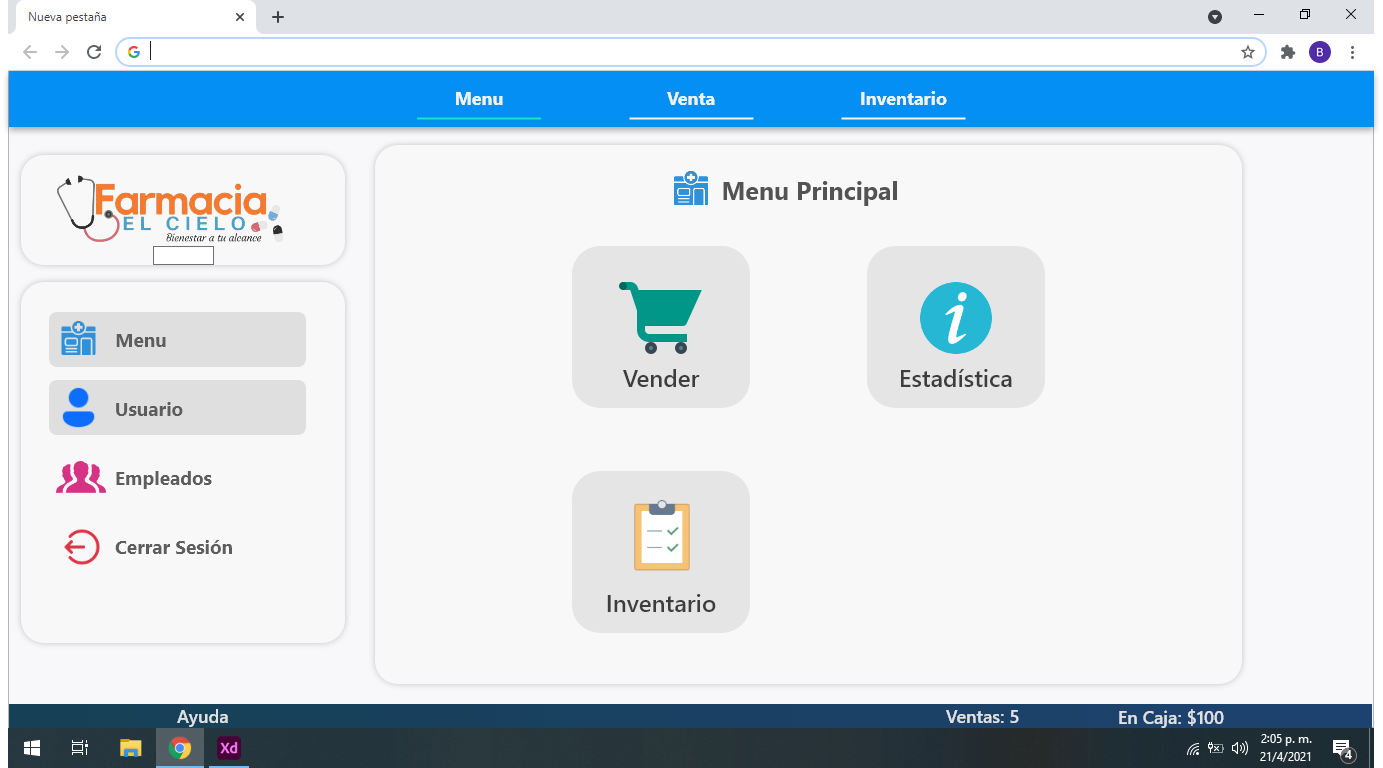 Nueva pestaña
B
Menu Venta Inventario
Farmacia
EL CIELO
Bienestar a tu alcance
Menu
Usuario
Empleados
Cerrar Sesión
Menu Principal
Vender
Estadística
Inventario
Ayuda Ventas: 5 En Caja: $100
Xd
2:05 p. m.
21/4/2021
4